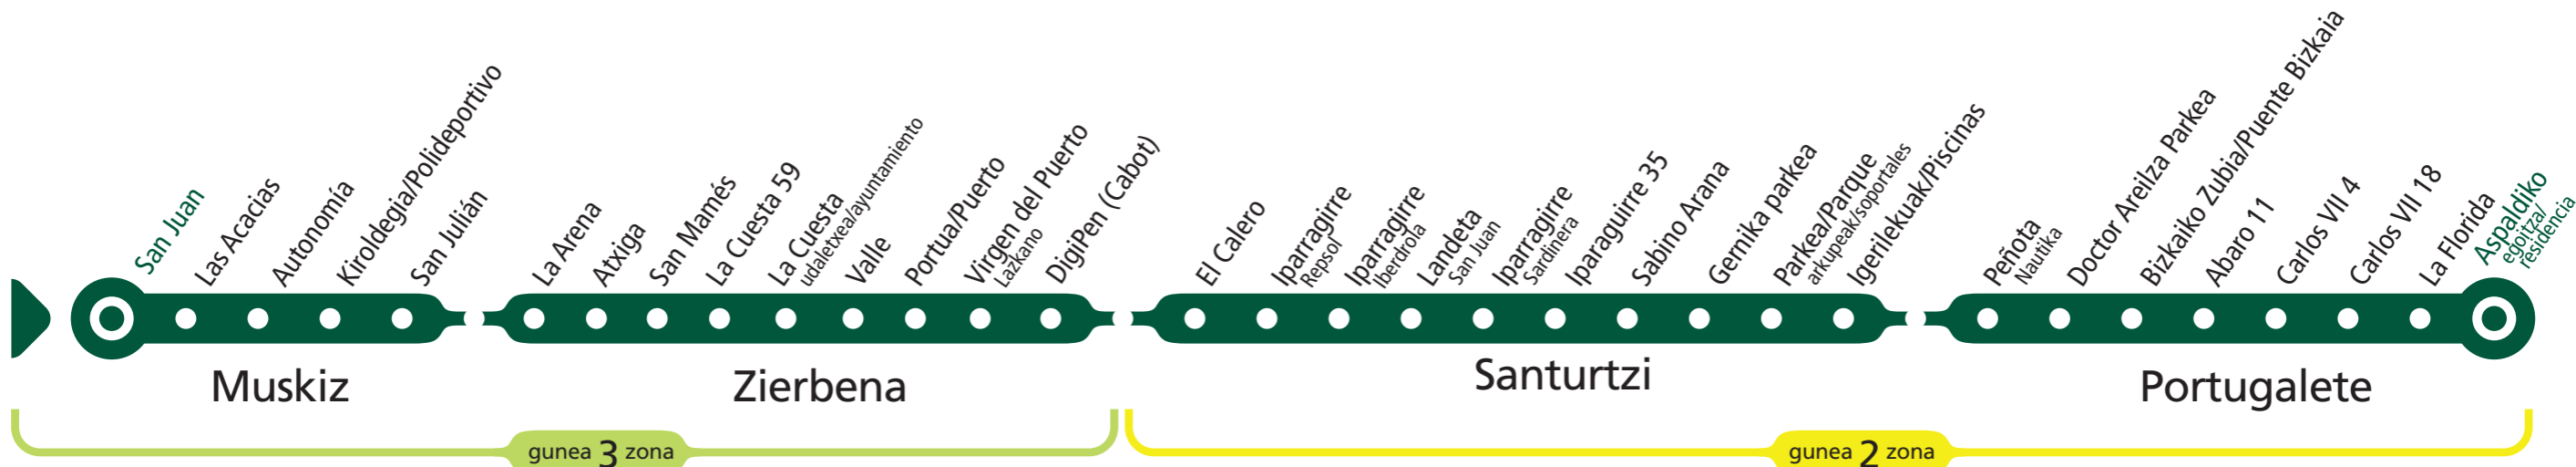 San Juan
Las Acacias
Autonomía
Kiroldegia/Polideportivo
San Julián
La Arena
Atxiga
San Mamés
La Cuesta 59
La Cuesta
udaletxea/ayuntamiento
Valle
Portua/Puerto
Virgen del Puerto
Lazkano
DigiPen (Cabot)
El Calero
Iparragirre
Repsol
Iparragirre
Iberdrola
Landeta
San Juan
Iparragirre
Sardinera
Iparaguirre 35
Sabino Arana
Gernika parkea
Parkea/Parque
arkupeak/soportales
Igerilekuak/Piscinas
Peñota
Nautika
Doctor Areilza Parkea
Bizkaiko Zubia/Puente Bizkaia
Abaro 11
Carlos VII 4
Carlos VII 18
La Florida
Aspaldiko
egoitza/
residencia
Muskiz
Zierbena
Santurtzi
Portugalete
gunea 3 zona
gunea 2 zona